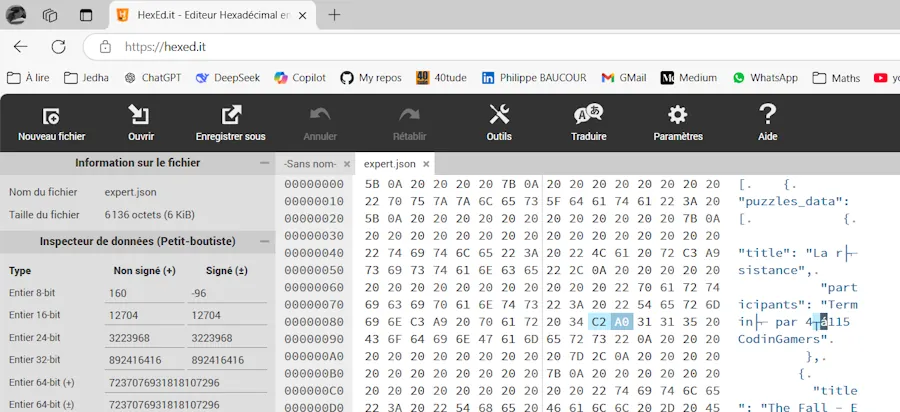 HexEd.it - Editeur Hexadécimal en
https://hexed.it
À lire Jedha ChatGPT DeepSeek Copilot My repos 40tude Philippe BAUCOUR GMail Medium WhatsApp Maths
Nouveau fichier Ouvrir Enregistrer sous Annuler Rétablir Outils Traduire Paramètres Aide
Information sur le fichier
Nom du fichier expert.json
Taille du fichier 6 136 octets (6 KiB)
Inspecteur de données (Petit-boutiste)
Type Non signé (+) Signé (±)
Entier 8-bit 160 -96
Entier 16-bit 12704 12704
Entier 24-bit 3223968 3223968
Entier 32-bit 892416416 892416416
Entier 64-bit (+) 7237076931818107296
Entier 64-bit (±) 7237076931818107296
-Sans nom- expert.json
00000000 5B 0A 20 20 20 20 7B 0A 20 20 20 20 20 20 20 20 [. {.
00000010 22 70 75 7A 7A 6C 65 73 5F 64 61 74 61 22 3A 20 "puzzles_data":
00000020 5B 0A 20 20 20 20 20 20 20 20 20 20 20 20 7B 0A [. {.
00000030 20 20 20 20 20 20 20 20 20 20 20 20 20 20 20 20
00000040 22 74 69 74 6C 65 22 3A 20 22 4C 61 20 72 C3 A9 "title": "La r├⌐
00000050 73 69 73 74 61 6E 63 65 22 2C 0A 20 20 20 20 20 sistance",.
00000060 20 20 20 20 20 20 20 20 20 20 20 22 70 61 72 74 "part
00000070 69 63 69 70 61 6E 74 73 22 3A 20 22 54 65 72 6D icipants": "Term
00000080 69 6E C3 A9 20 70 61 72 20 34 C2 A0 31 31 35 20 in├⌐ par 4┬á115
00000090 43 6F 64 69 6E 47 61 6D 65 72 73 22 0A 20 20 20 CodinGamers".
000000A0 20 20 20 20 20 20 20 20 20 7D 2C 0A 20 20 20 20 },.
000000B0 20 20 20 20 20 20 20 20 7B 0A 20 20 20 20 20 20 {.
000000C0 20 20 20 20 20 20 20 20 20 20 22 74 69 74 6C 65 "title
000000D0 22 3A 20 22 54 68 65 20 46 61 6C 6C 20 2D 20 45 ": "The Fall - E